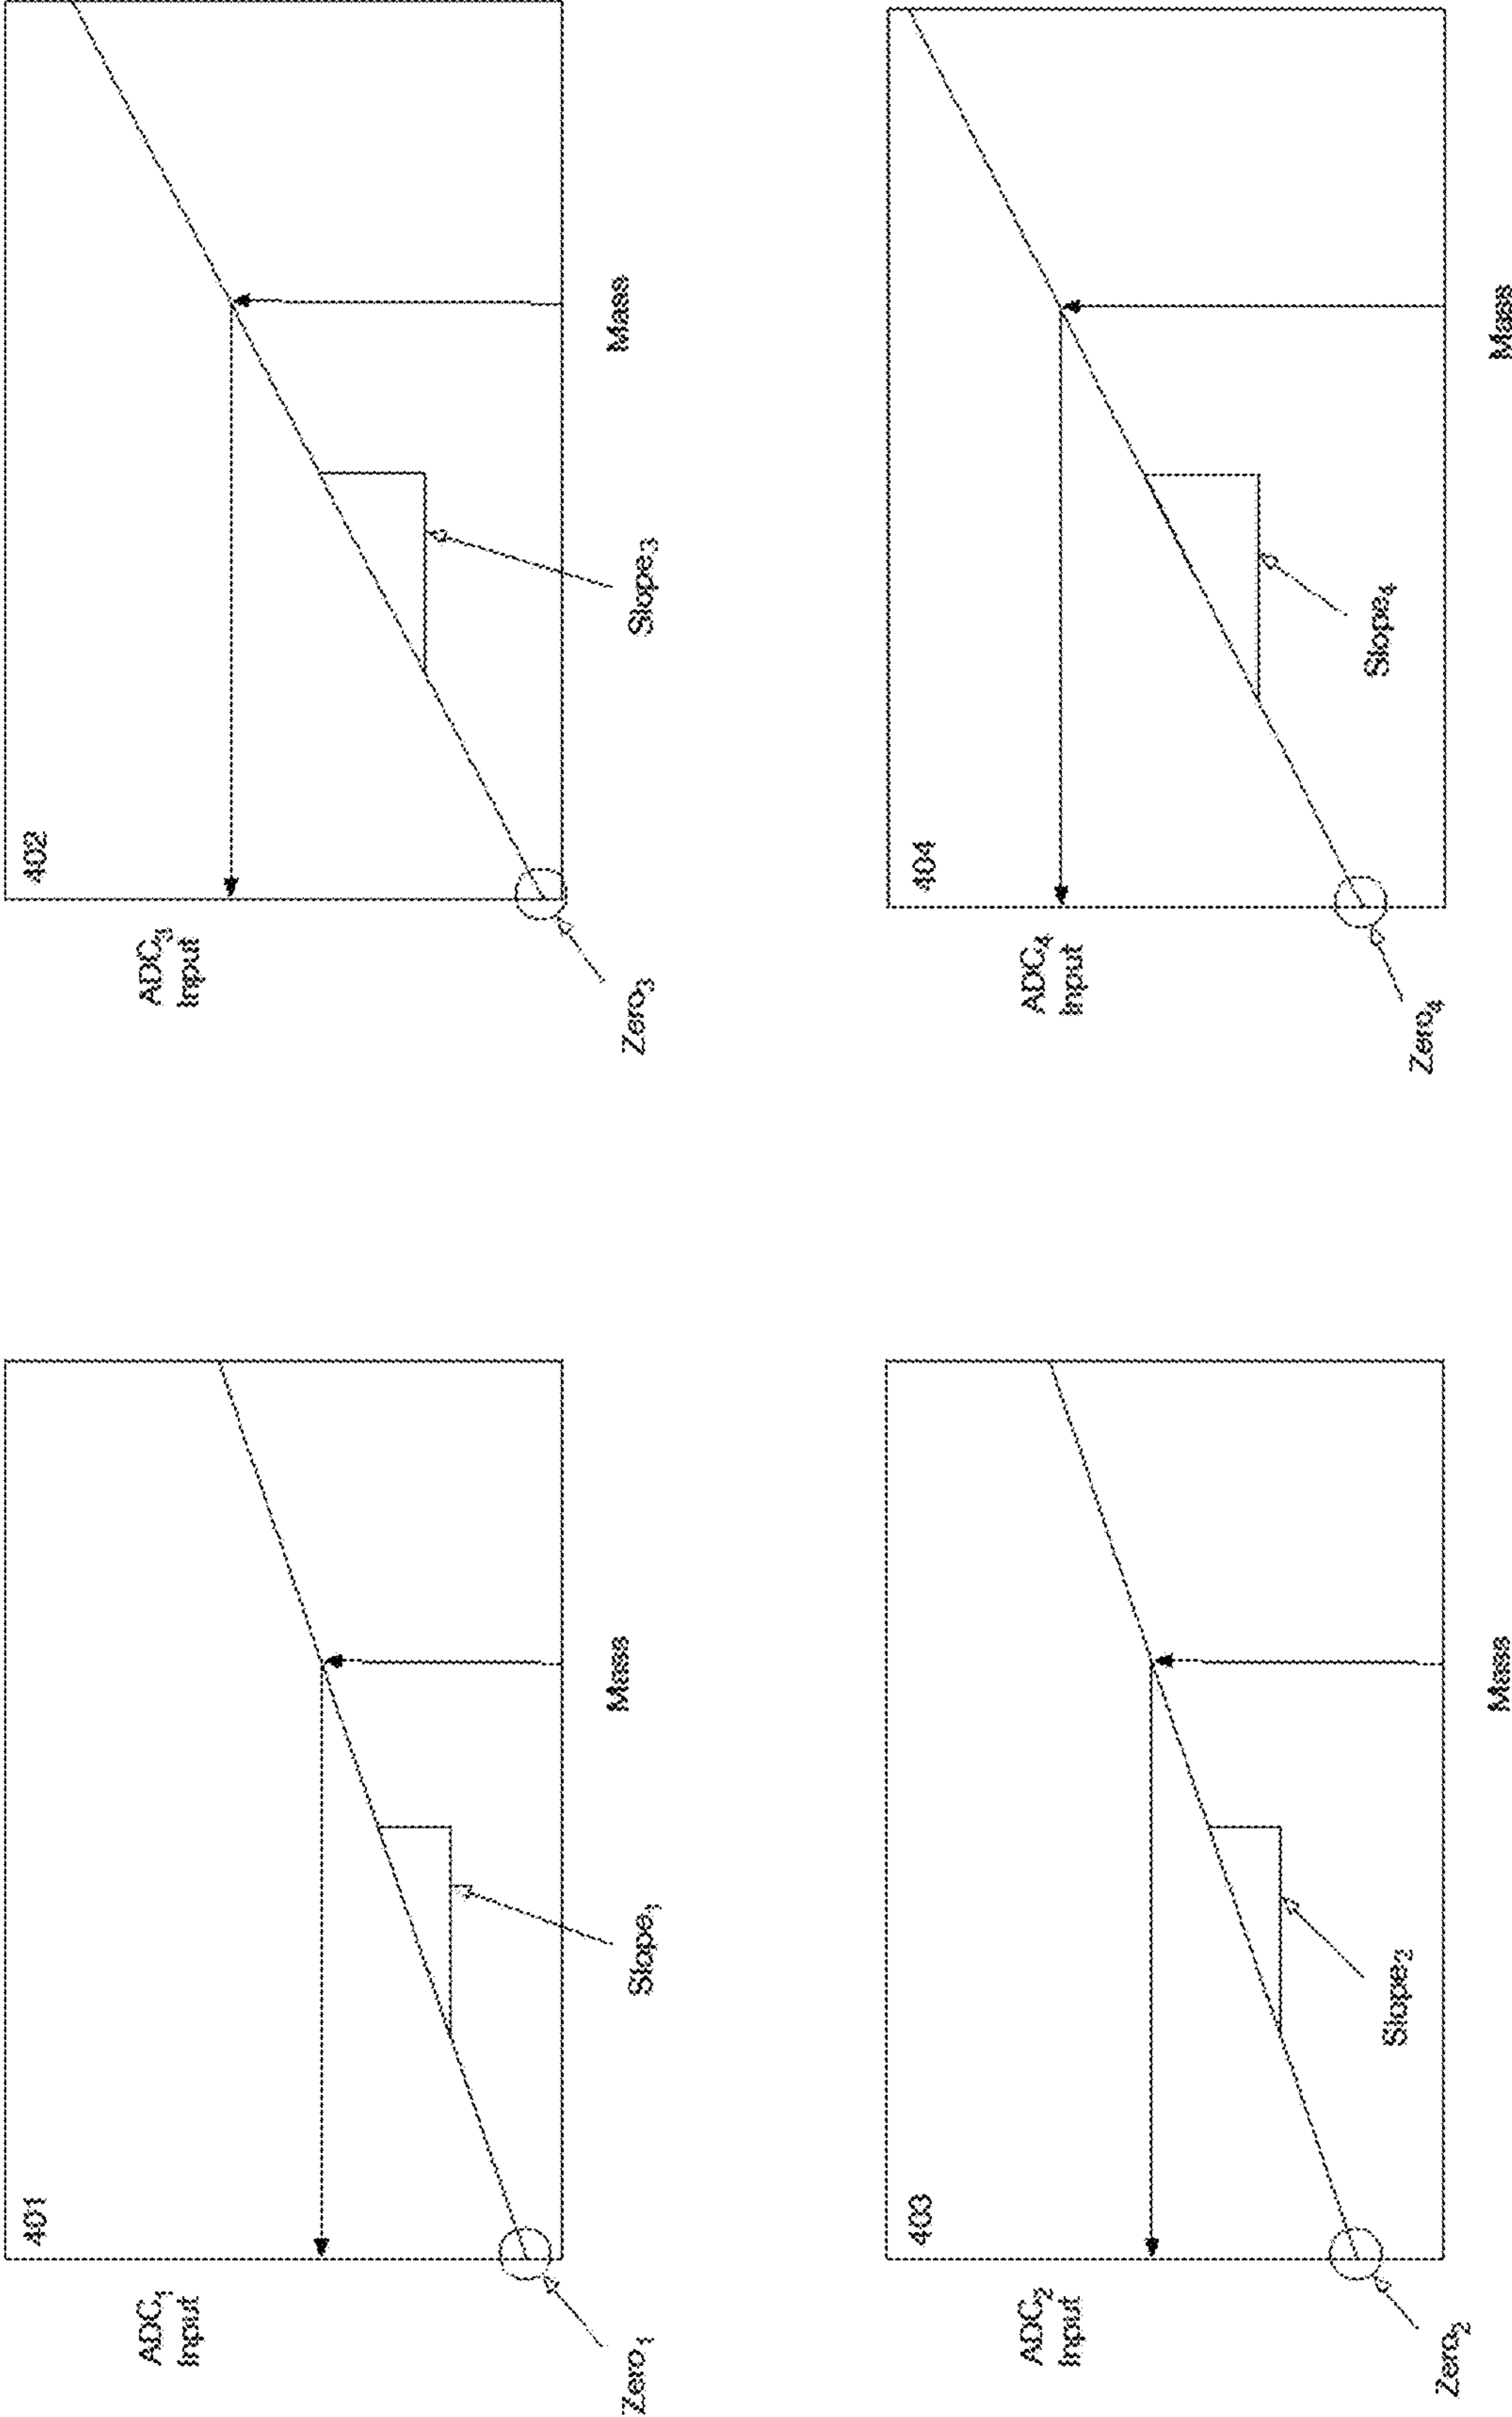 401
ADC₁
Input
Mass
Slope₁
Zero₁
402
ADC₃
Input
Mass
Slope₃
Zero₃
403
ADC₂
Input
Slope₂
Zero₂
Mass
404
ADC₄
Input
Slope₄
Zero₄
Mass